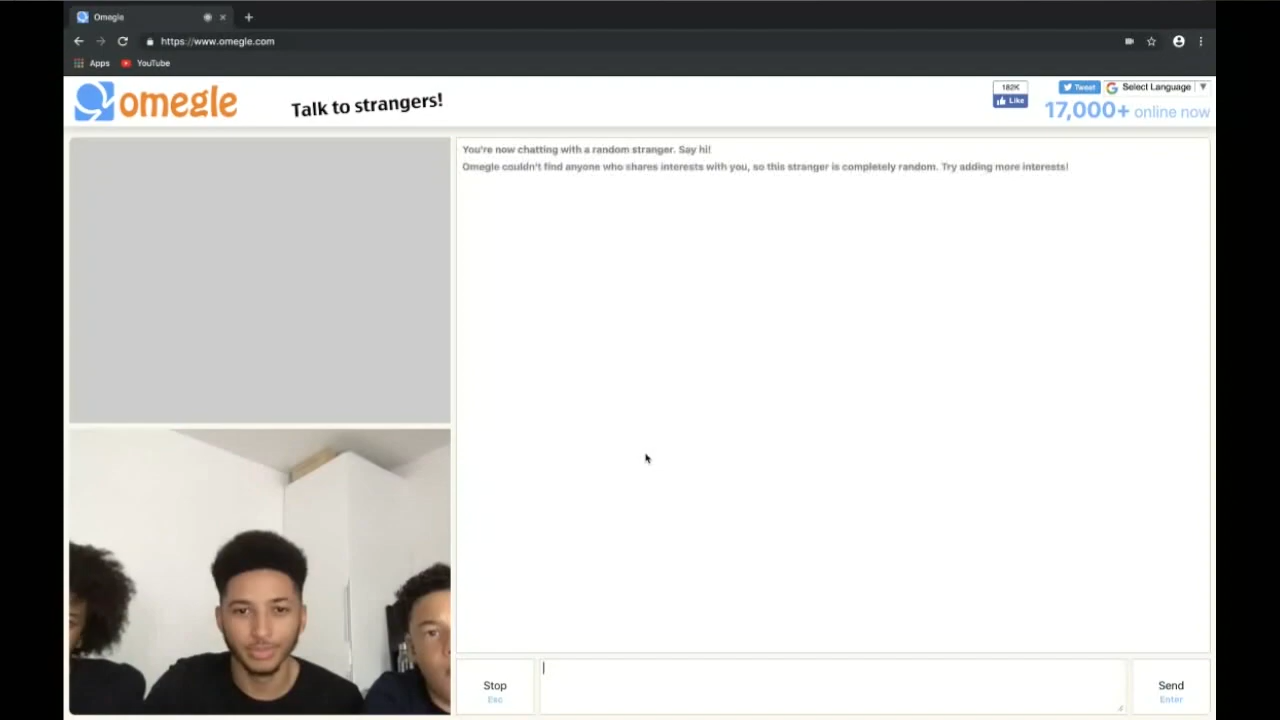 Omegle
https://www.omegle.com
Apps YouTube
omegle
Talk to strangers!
182K
Like
Tweet
Select Language ▼
17,000+ online now
You're now chatting with a random stranger. Say hi!
Omegle couldn't find anyone who shares interests with you, so this stranger is completely random. Try adding more interests!
Stop
Esc
Send
Enter